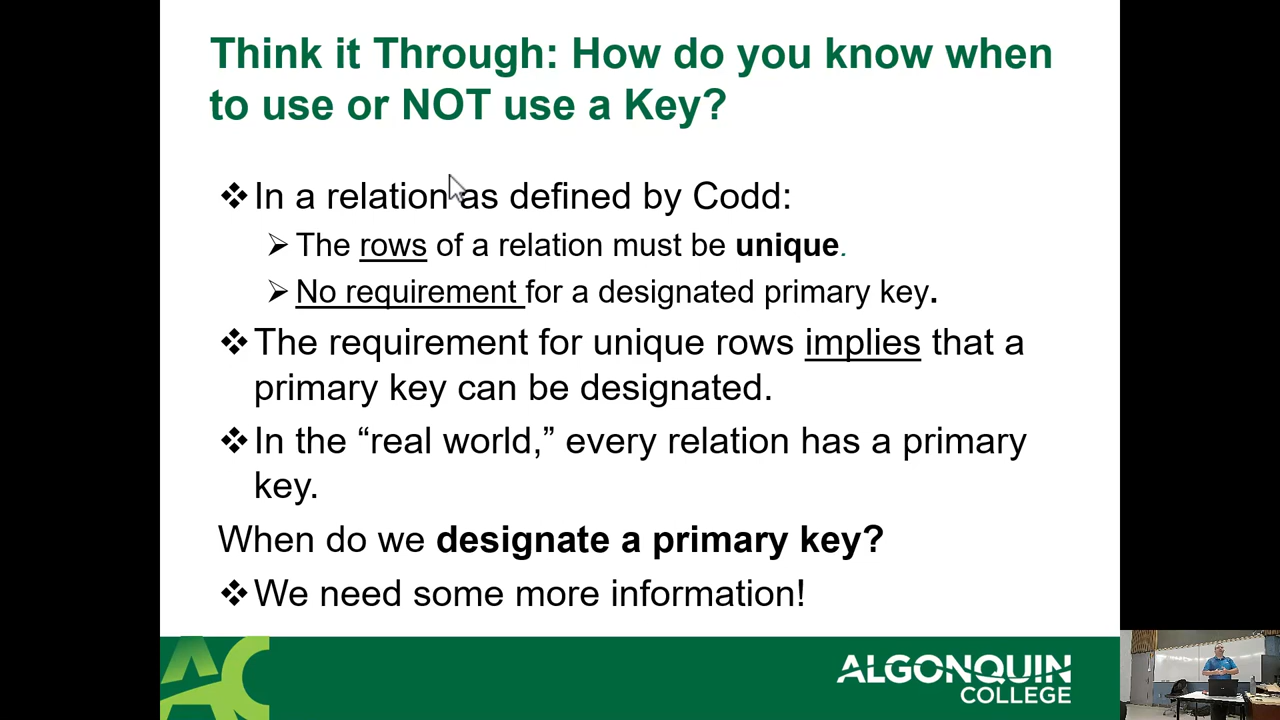 Think it Through: How do you know when
to use or NOT use a Key?
❖In a relation as defined by Codd:
➢The rows of a relation must be unique.
➢No requirement for a designated primary key.
❖The requirement for unique rows implies that a
primary key can be designated.
❖In the “real world,” every relation has a primary
key.
When do we designate a primary key?
❖We need some more information!
AC
ALGONQUIN
COLLEGE